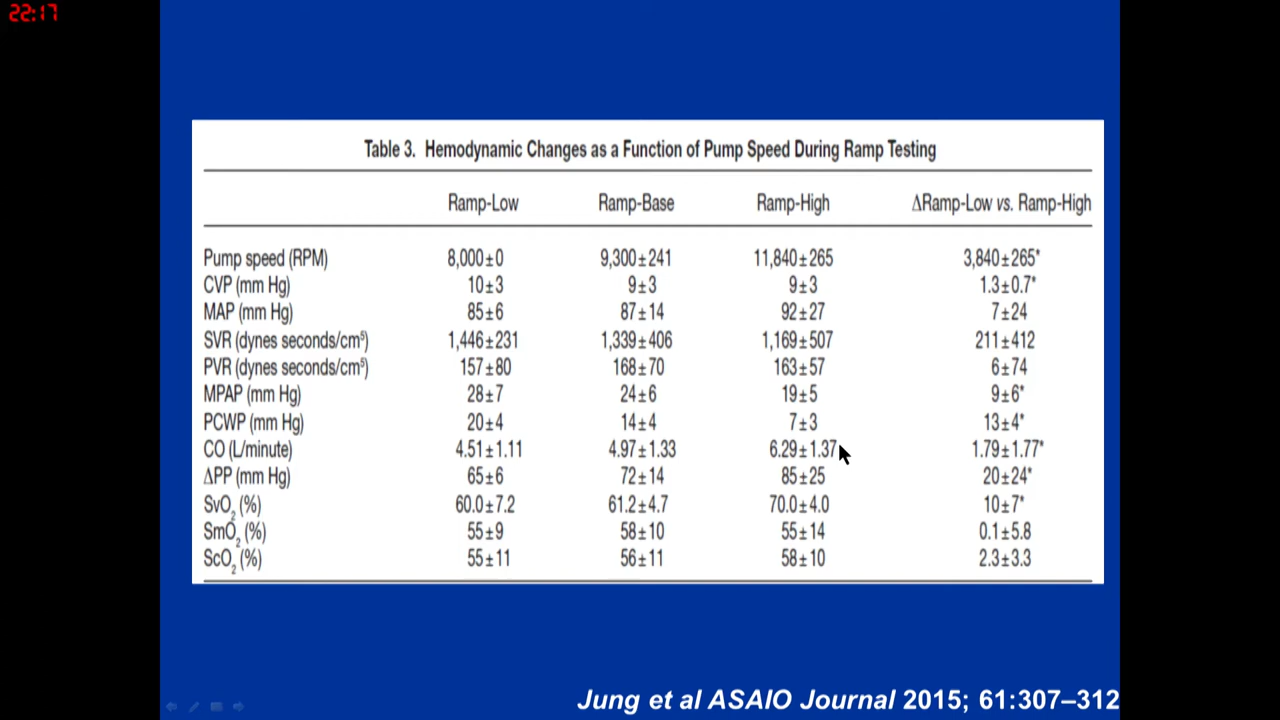 22:17
Table 3. Hemodynamic Changes as a Function of Pump Speed During Ramp Testing
Ramp-Low Ramp-Base Ramp-High ΔRamp-Low vs. Ramp-High
Pump speed (RPM) 8,000±0 9,300±241 11,840±265 3,840±265*
CVP (mm Hg) 10±3 9±3 9±3 1.3±0.7*
MAP (mm Hg) 85±6 87±14 92±27 7±24
SVR (dynes seconds/cm⁵) 1,446±231 1,339±406 1,169±507 211±412
PVR (dynes seconds/cm⁵) 157±80 168±70 163±57 6±74
MPAP (mm Hg) 28±7 24±6 19±5 9±6*
PCWP (mm Hg) 20±4 14±4 7±3 13±4*
CO (L/minute) 4.51±1.11 4.97±1.33 6.29±1.37 1.79±1.77*
ΔPP (mm Hg) 65±6 72±14 85±25 20±24*
SvO₂ (%) 60.0±7.2 61.2±4.7 70.0±4.0 10±7*
SmO₂ (%) 55±9 58±10 55±14 0.1±5.8
ScO₂ (%) 55±11 56±11 58±10 2.3±3.3
Jung et al ASAIO Journal 2015; 61:307–312